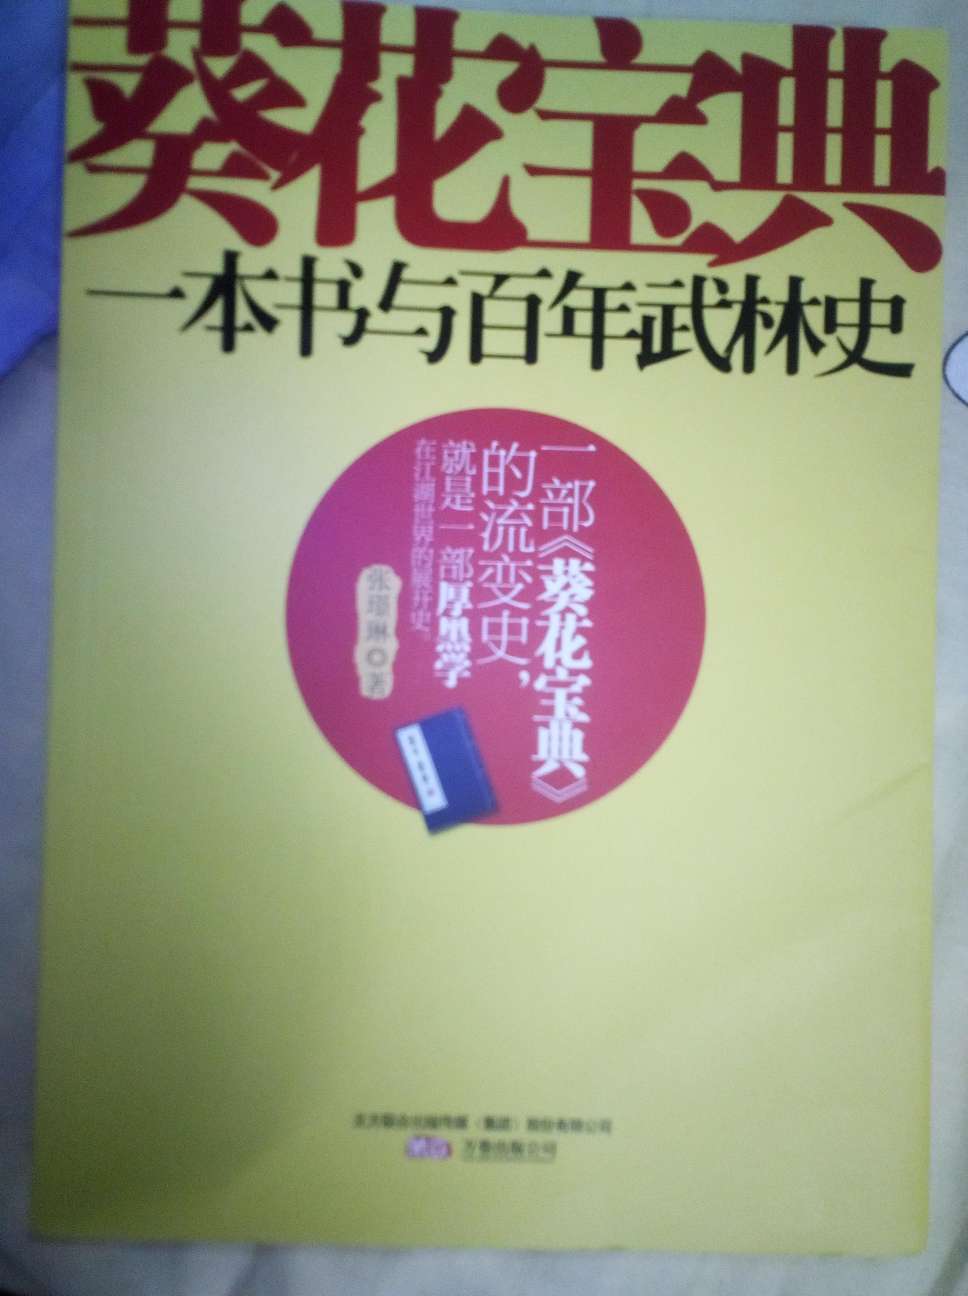 葵花宝典
一本书与百年武林史
一部《葵花宝典》
的流变史，
就是一部厚黑学
在江湖世界的展开史。
张璟琳◎著
北方联合出版传媒（集团）股份有限公司
万卷出版公司